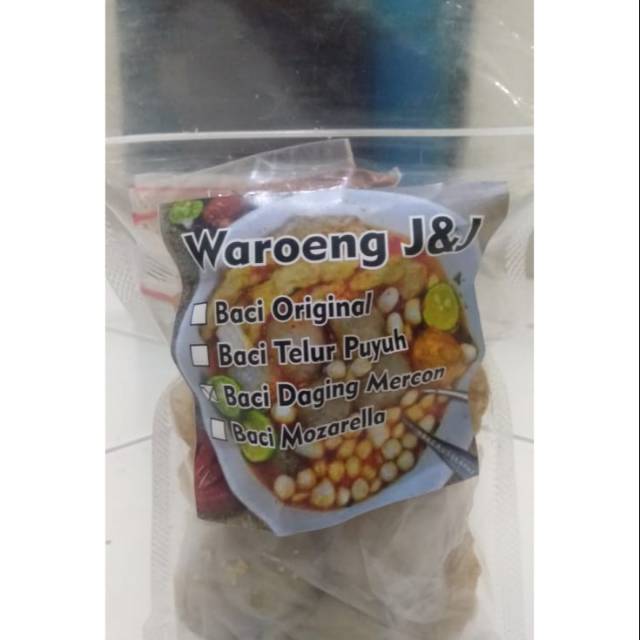 Waroeng J&J
Baci Original
Baci Telur Puyuh
Baci Daging Mercon
Baci Mozarella